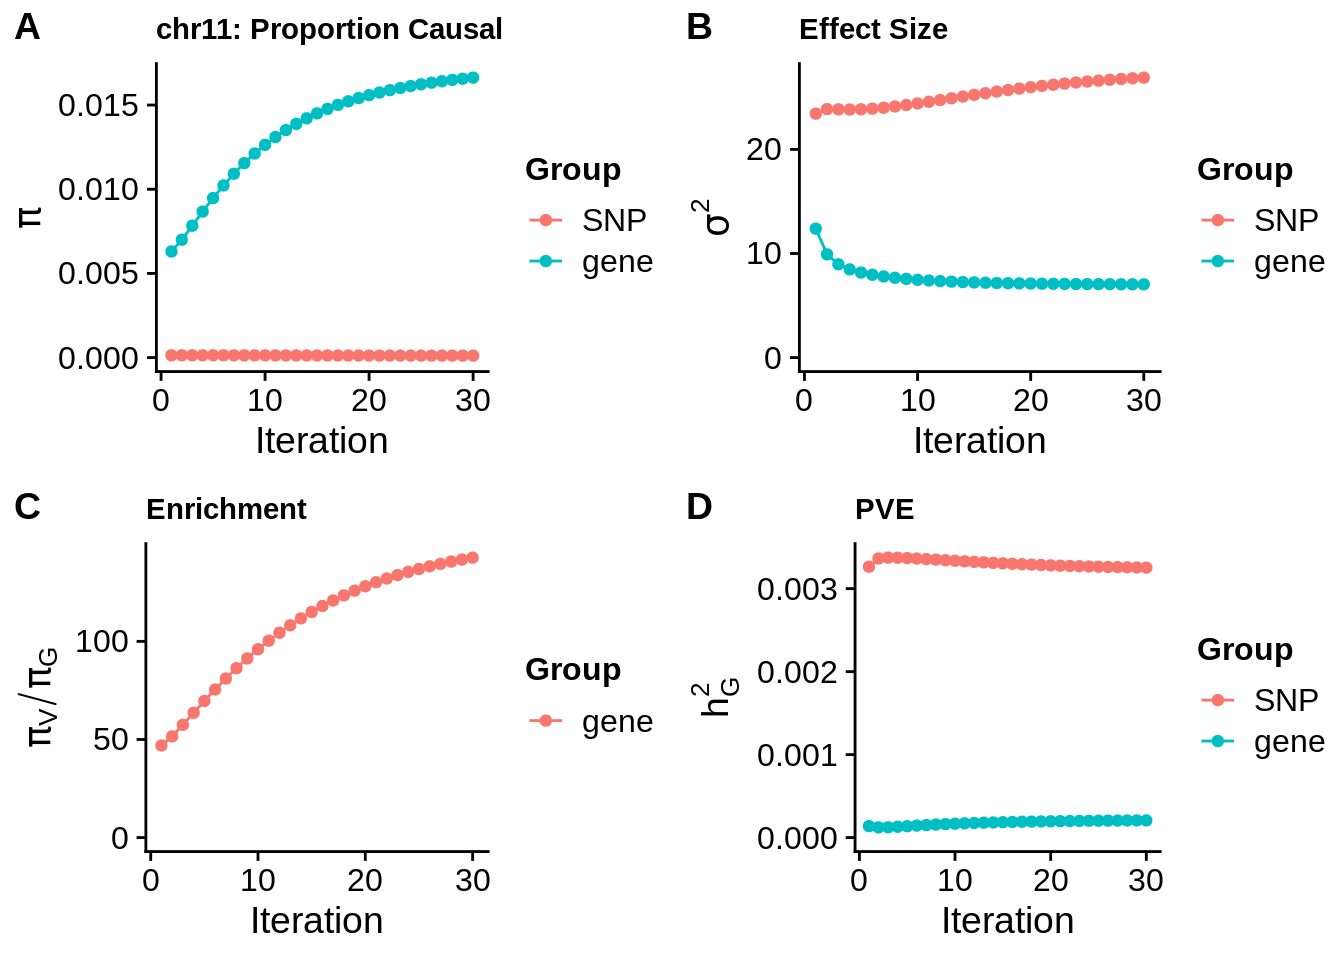 A
chr11: Proportion Causal
0.015
0.010
0.005
0.000
π
0 10 20 30
Iteration
Group
SNP
gene
B
Effect Size
20
10
0
σ²
0 10 20 30
Iteration
Group
SNP
gene
C
Enrichment
100
50
0
π_V/π_G
0 10 20 30
Iteration
Group
gene
D
PVE
0.003
0.002
0.001
0.000
h²_G
0 10 20 30
Iteration
Group
SNP
gene